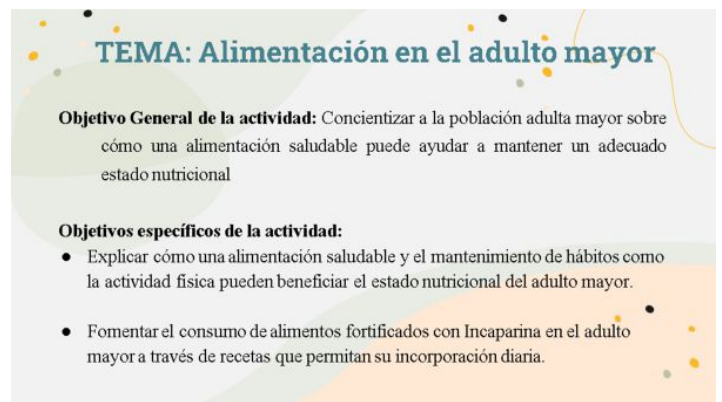 TEMA: Alimentación en el adulto mayor
Objetivo General de la actividad: Concientizar a la población adulta mayor sobre
cómo una alimentación saludable puede ayudar a mantener un adecuado
estado nutricional
Objetivos específicos de la actividad:
● Explicar cómo una alimentación saludable y el mantenimiento de hábitos como
la actividad física pueden beneficiar el estado nutricional del adulto mayor.
● Fomentar el consumo de alimentos fortificados con Incaparina en el adulto
mayor a través de recetas que permitan su incorporación diaria.